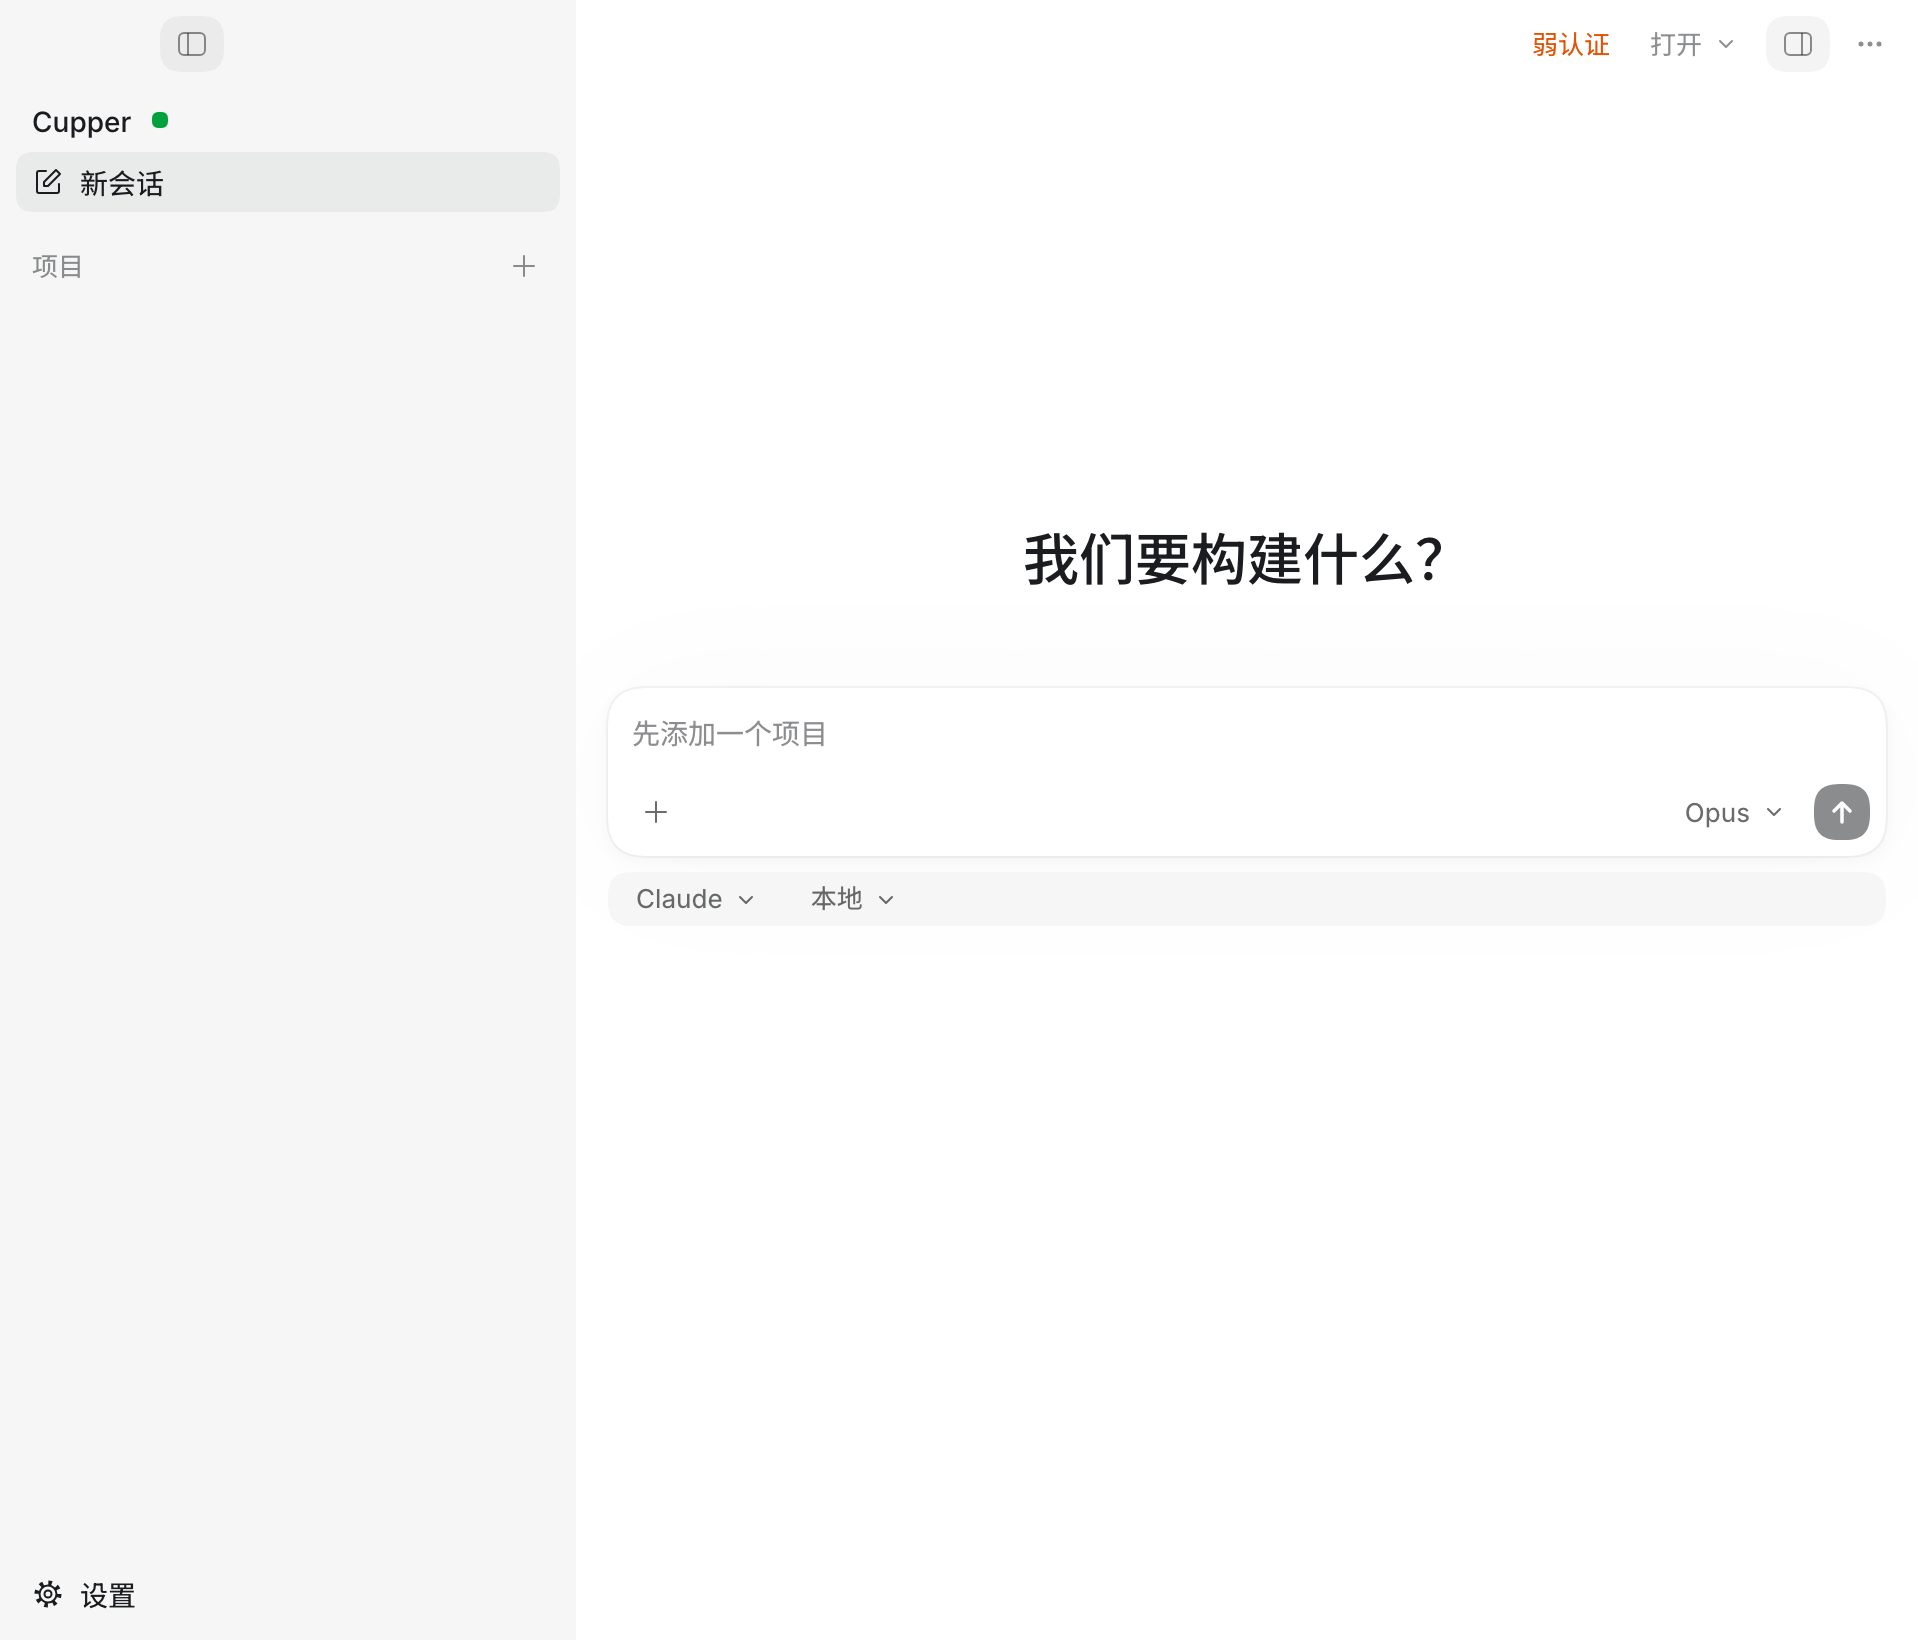 弱认证 打开
Cupper
新会话
项目
我们要构建什么？
先添加一个项目
Opus
Claude 本地
设置